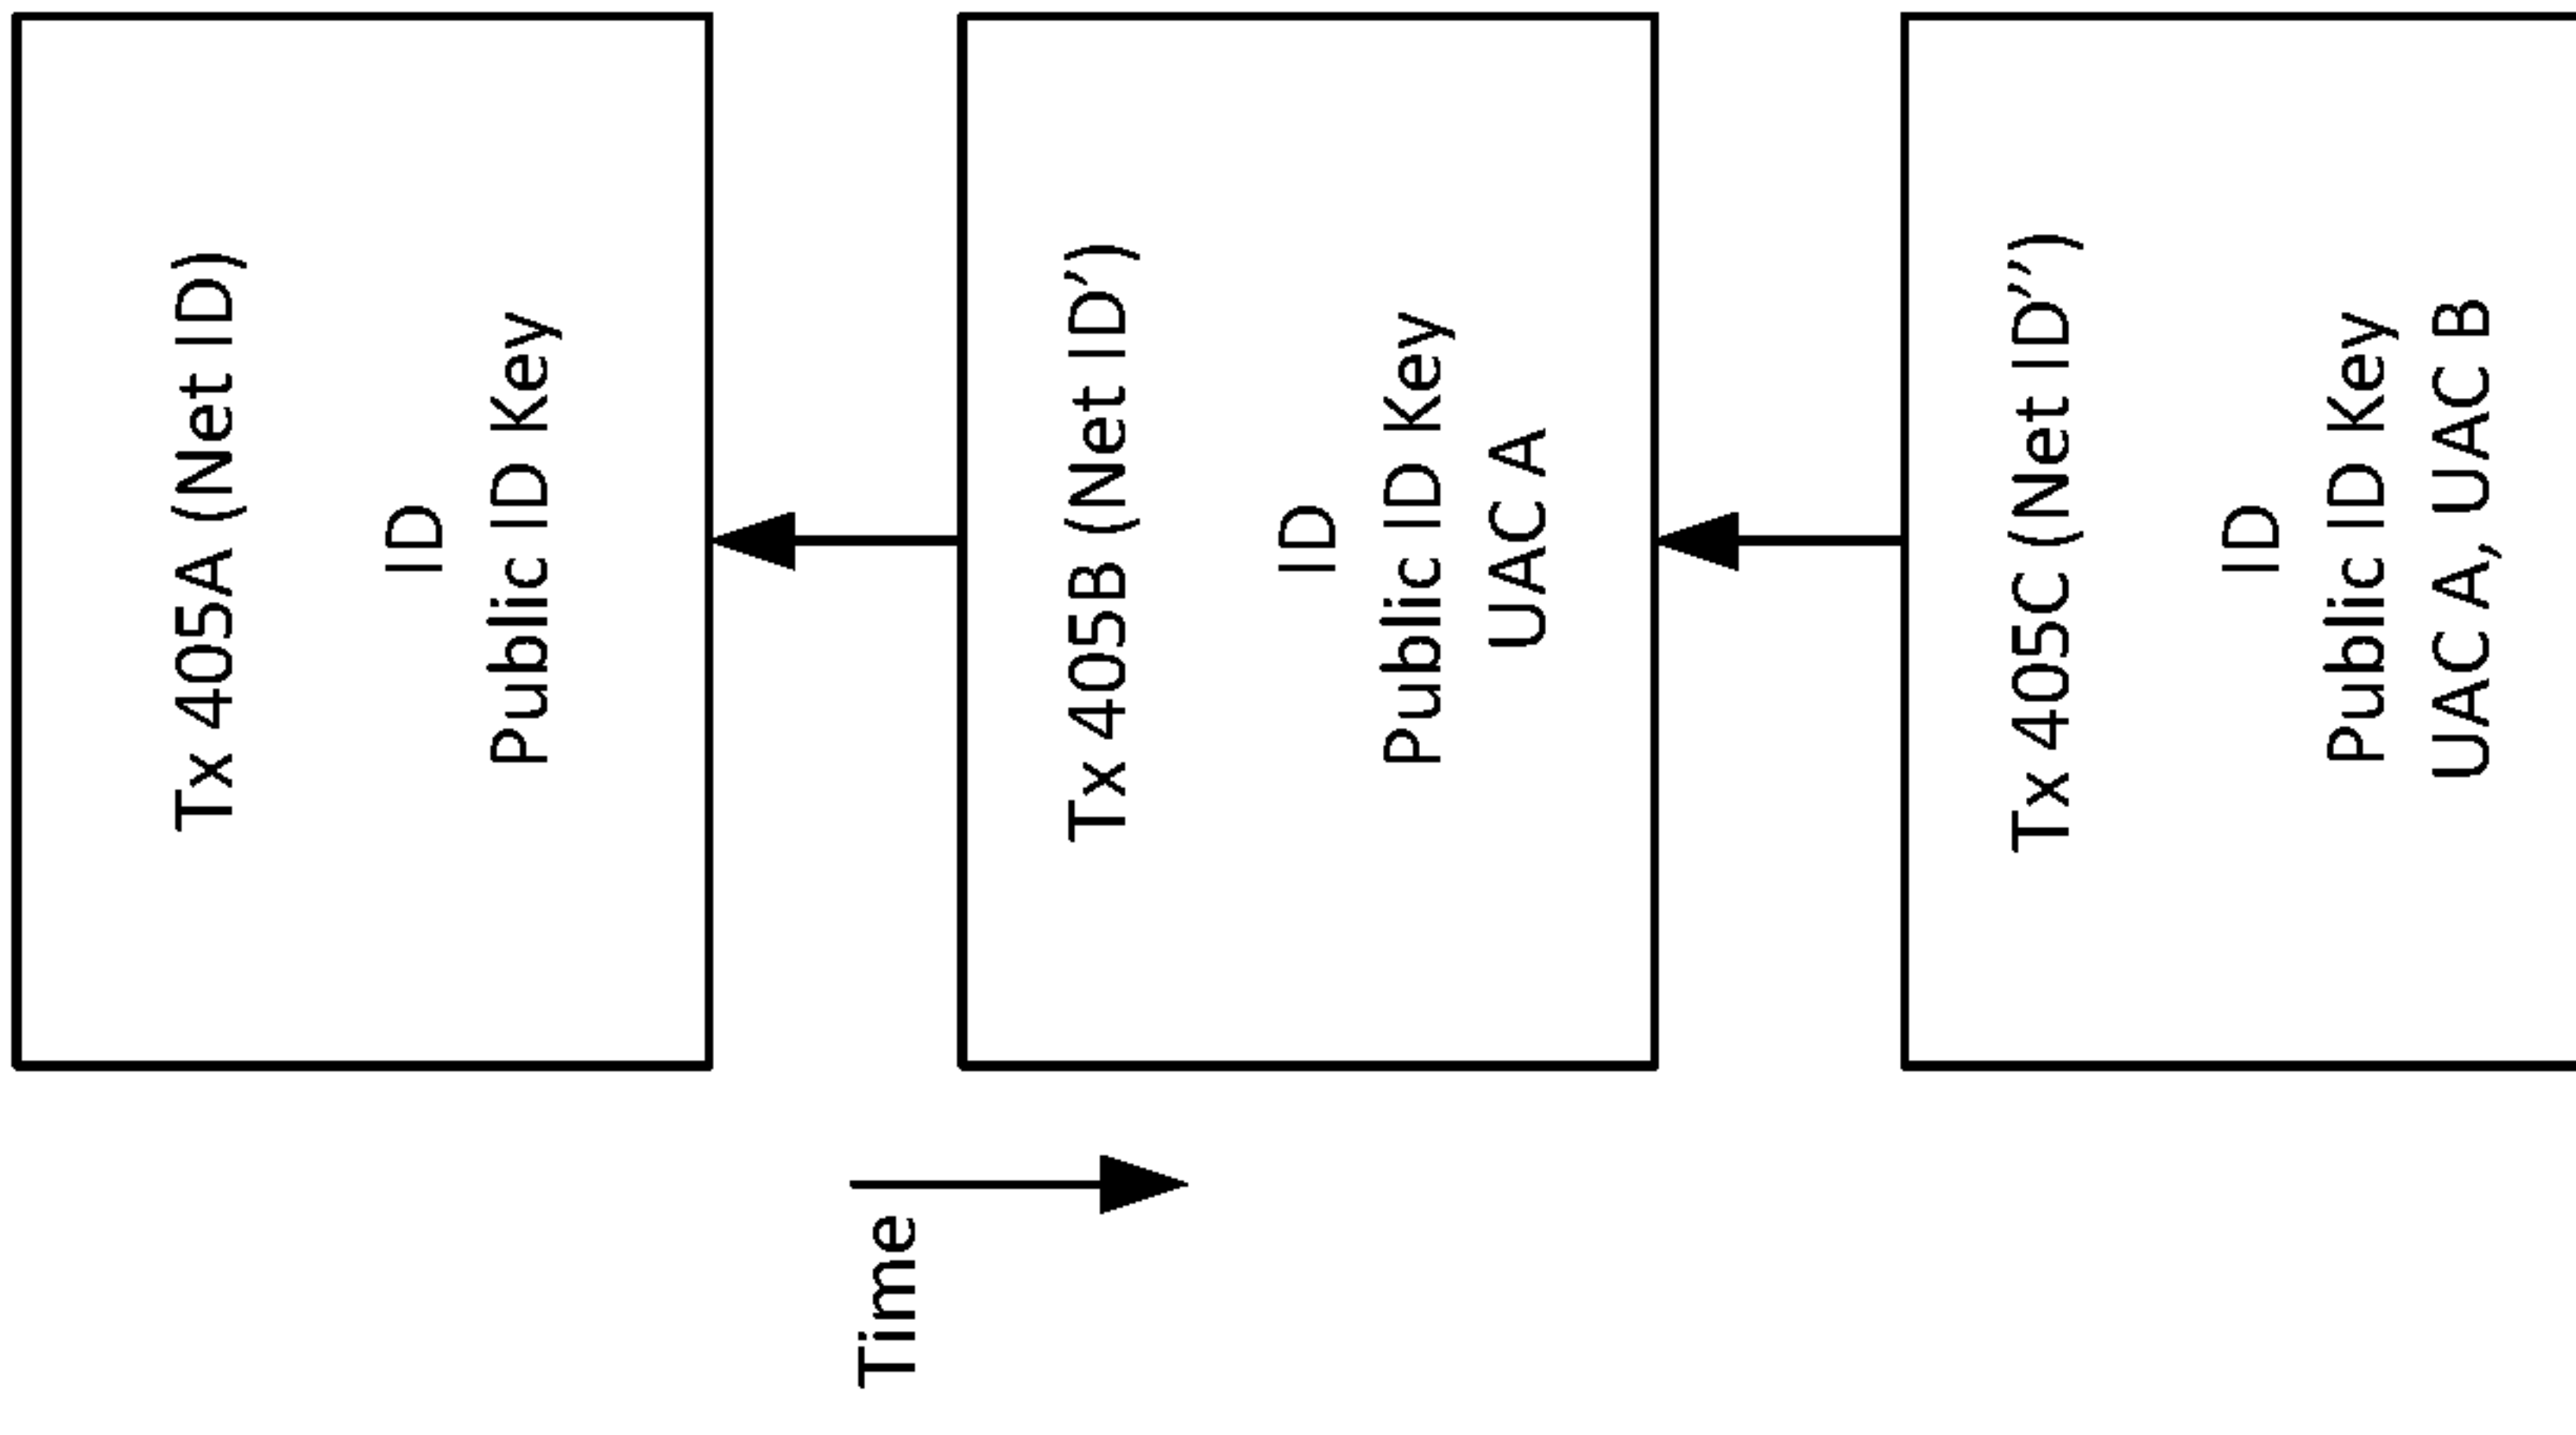 Tx 405A (Net ID)
ID
Public ID Key
Time
Tx 405B (Net ID’)
ID
Public ID Key
UAC A
Tx 405C (Net ID’’)
ID
Public ID Key
UAC A, UAC B